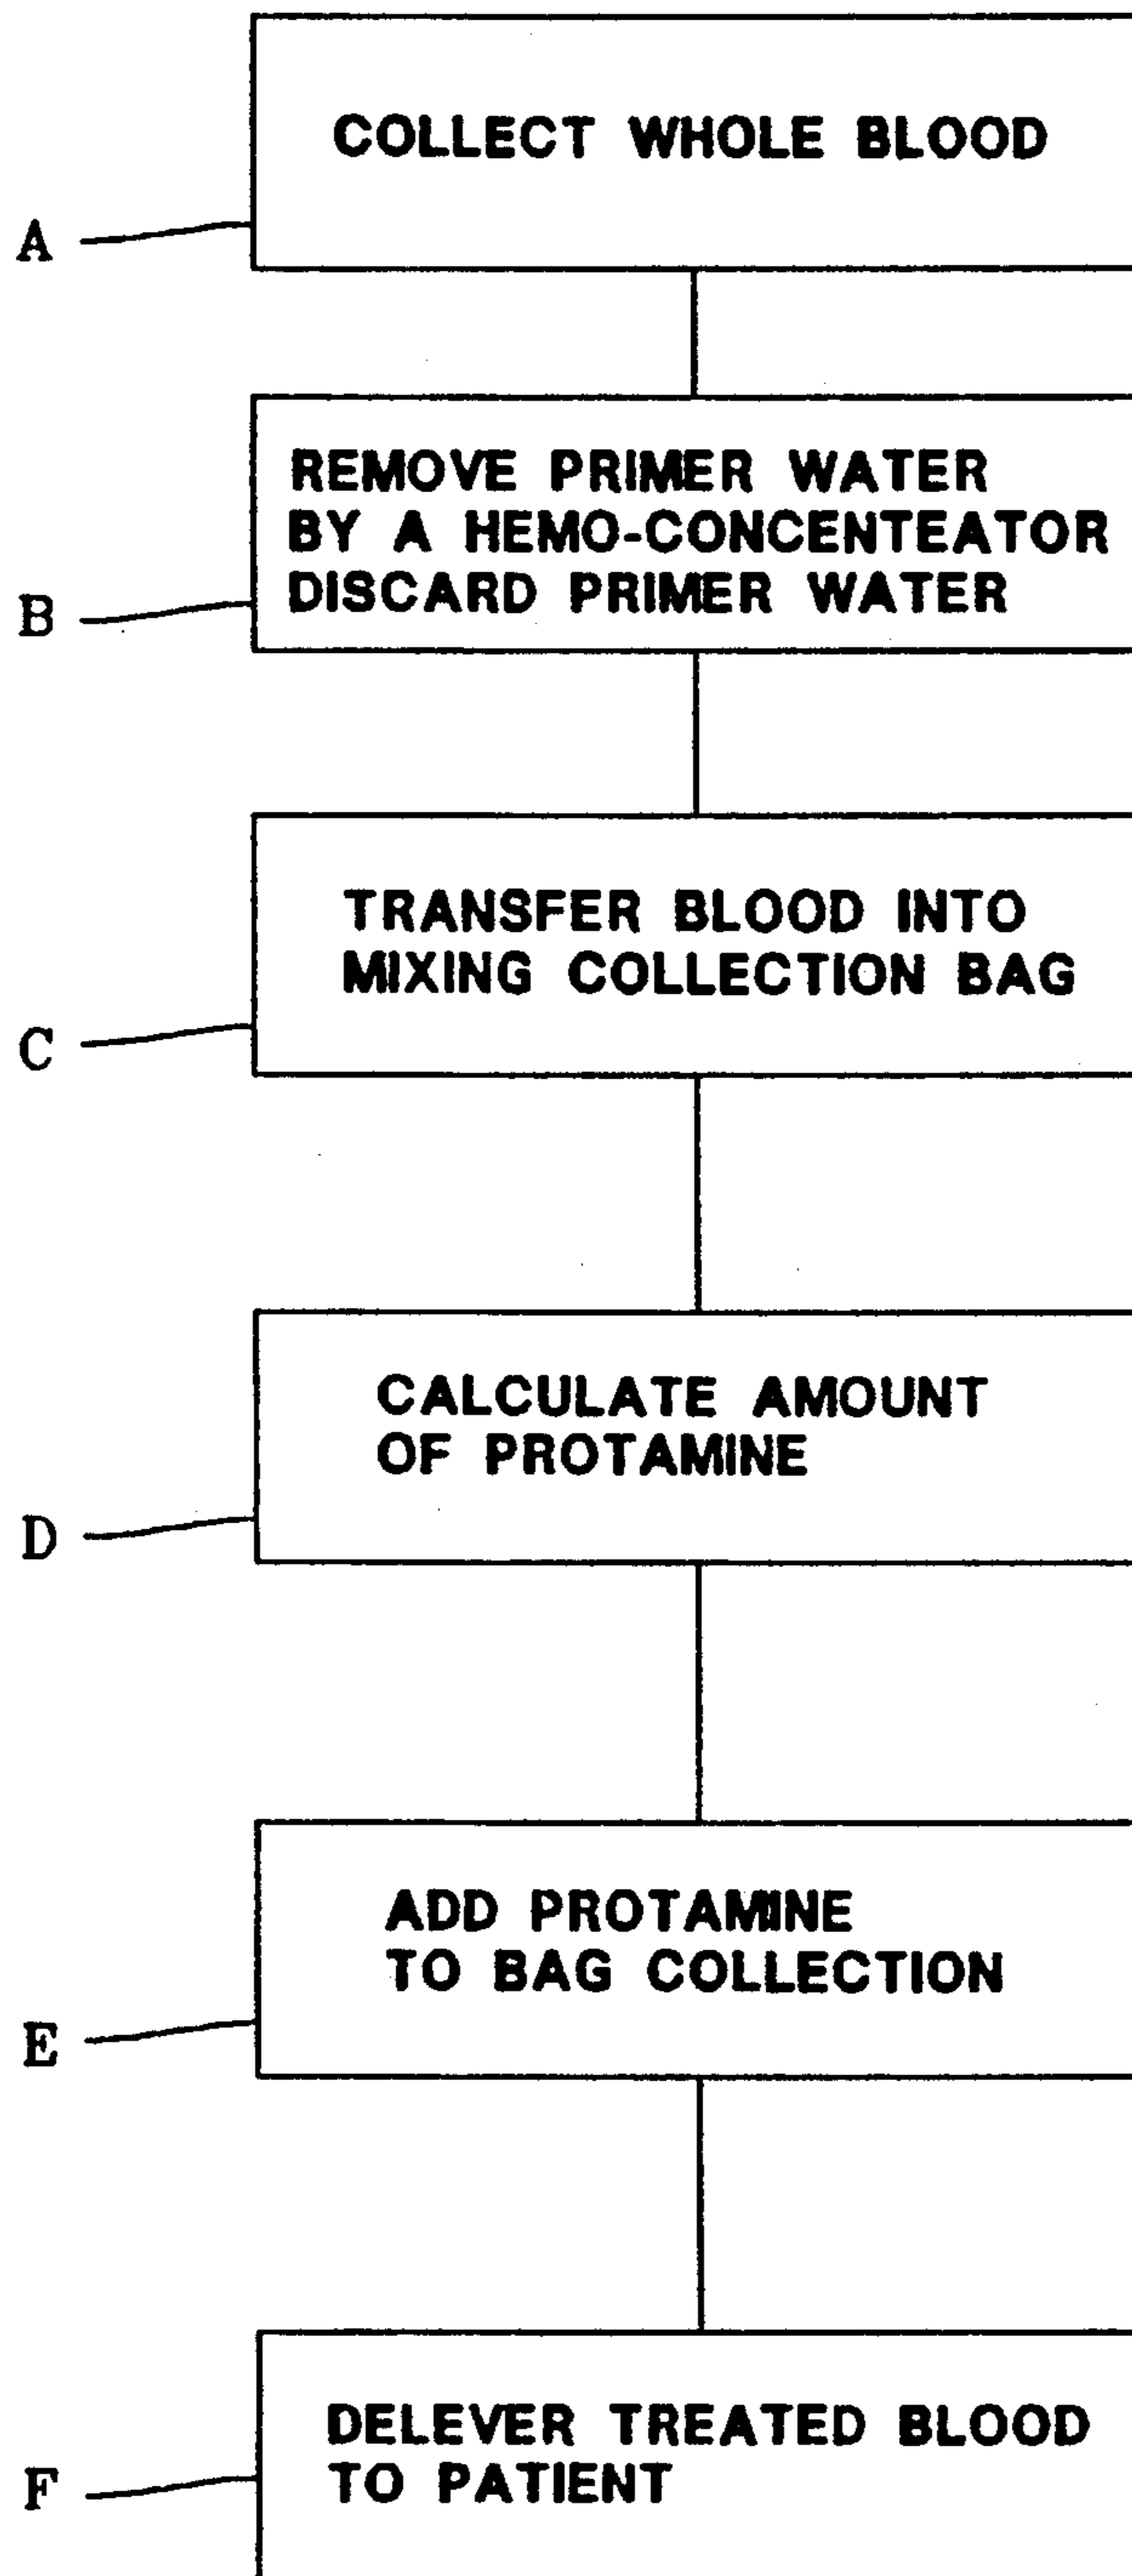 COLLECT WHOLE BLOOD
A
REMOVE PRIMER WATER
BY A HEMO-CONCENTEATOR
DISCARD PRIMER WATER
B
TRANSFER BLOOD INTO
MIXING COLLECTION BAG
C
CALCULATE AMOUNT
OF PROTAMINE
D
ADD PROTAMINE
TO BAG COLLECTION
E
DELEVER TREATED BLOOD
TO PATIENT
F